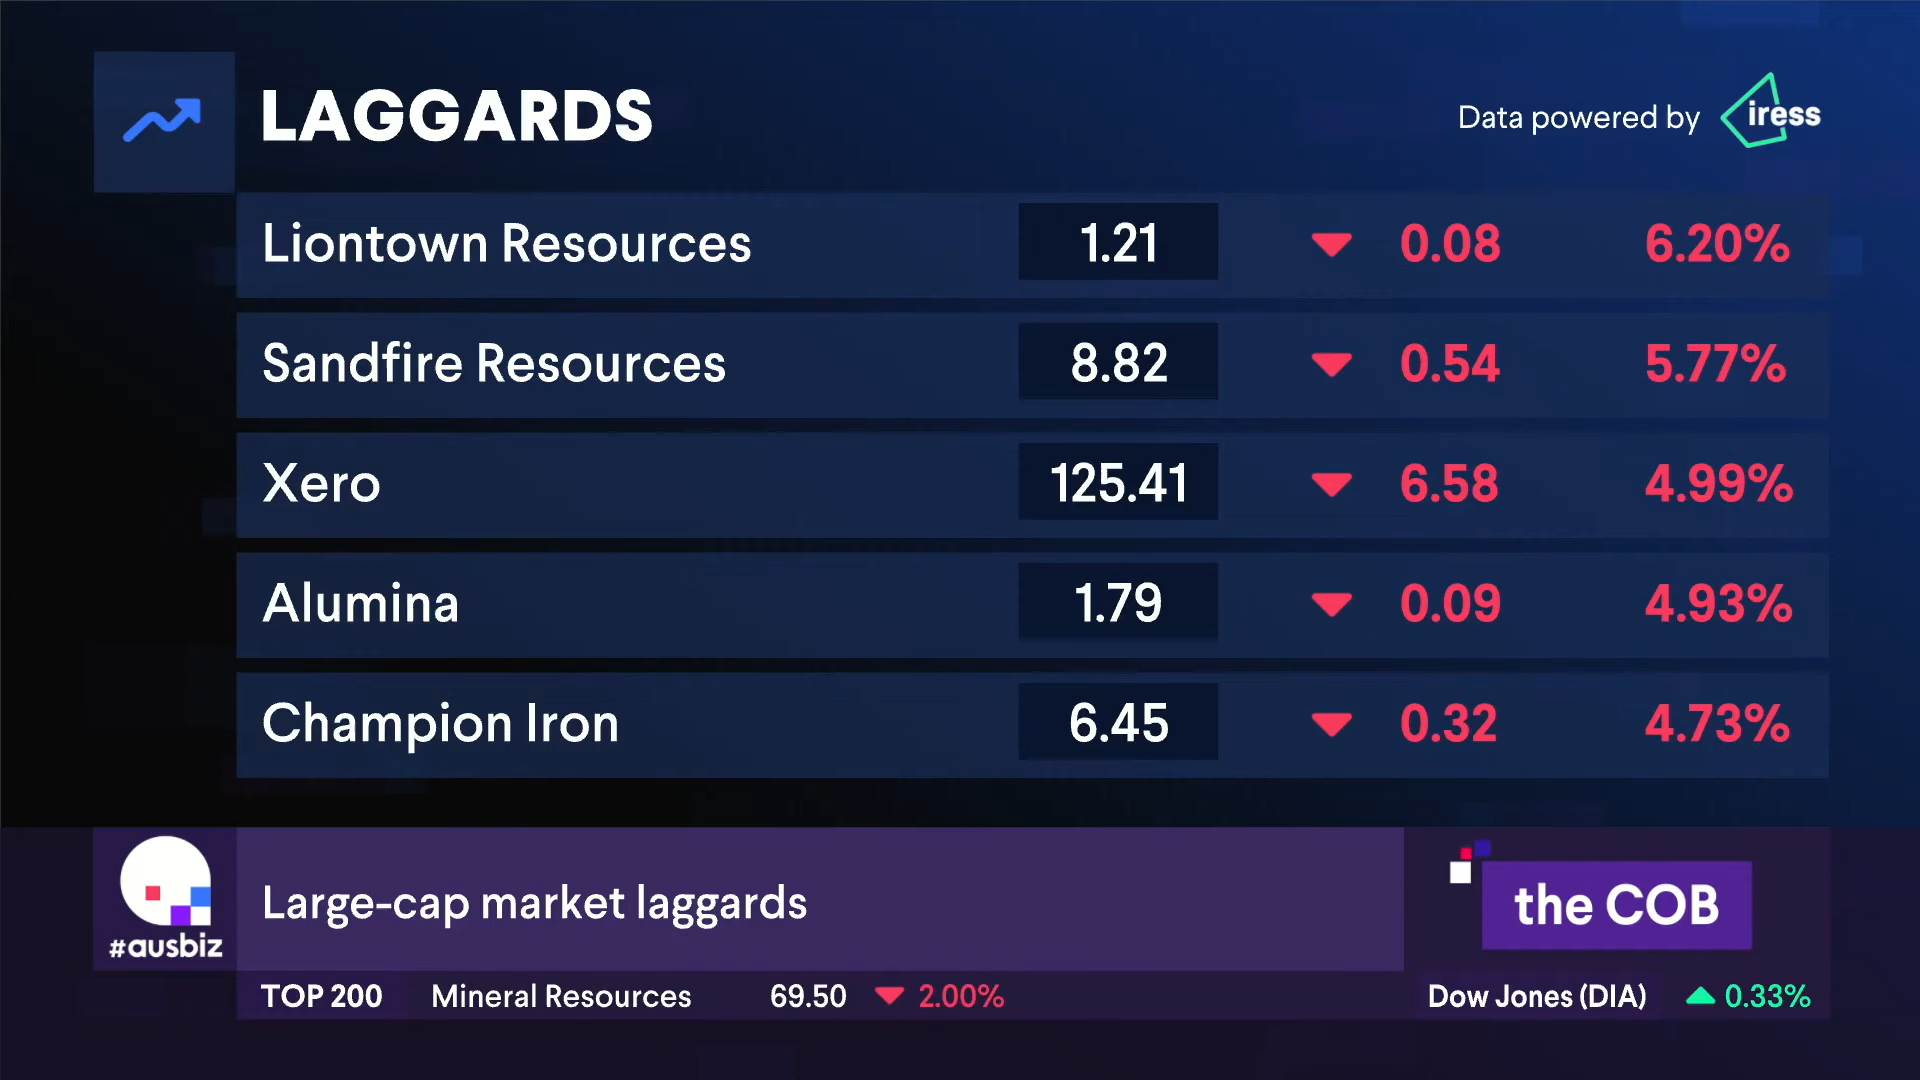 LAGGARDS
Data powered by iress
Liontown Resources 1.21 ▼ 0.08 6.20%
Sandfire Resources 8.82 ▼ 0.54 5.77%
Xero 125.41 ▼ 6.58 4.99%
Alumina 1.79 ▼ 0.09 4.93%
Champion Iron 6.45 ▼ 0.32 4.73%
#ausbiz
Large-cap market laggards
the COB
TOP 200 Mineral Resources 69.50 ▼ 2.00%
Dow Jones (DIA) ▲ 0.33%